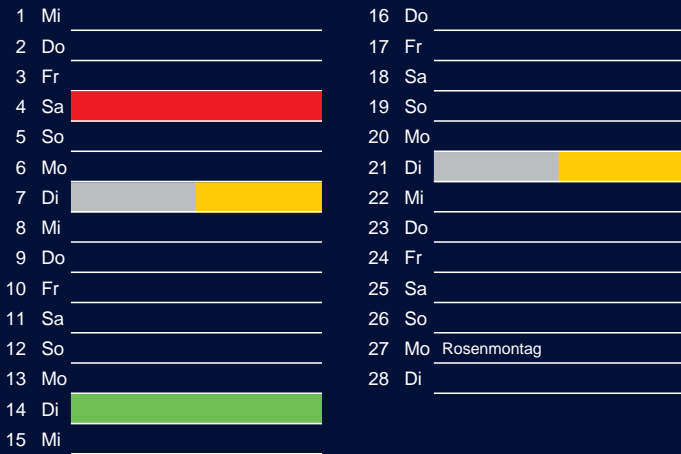 1 Mi
2 Do
3 Fr
4 Sa
5 So
6 Mo
7 Di
8 Mi
9 Do
10 Fr
11 Sa
12 So
13 Mo
14 Di
15 Mi
16 Do
17 Fr
18 Sa
19 So
20 Mo
21 Di
22 Mi
23 Do
24 Fr
25 Sa
26 So
27 Mo Rosenmontag
28 Di